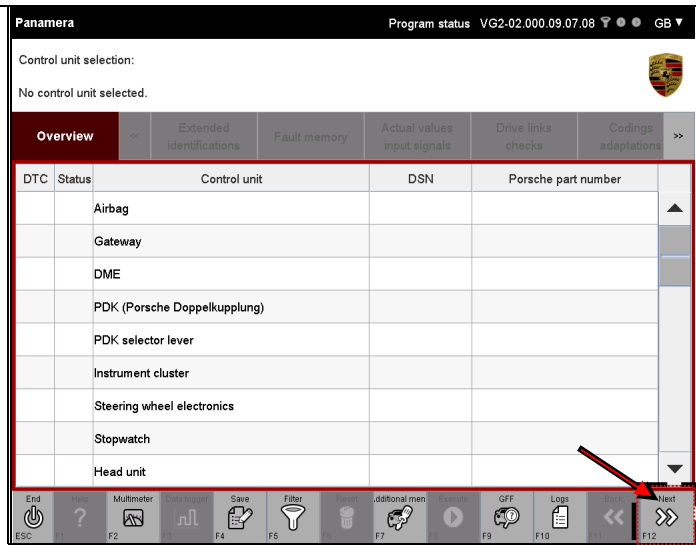 Panamera Program status VG2-02.000.09.07.08 GB
Control unit selection:
No control unit selected.
Overview << Extended identifications Fault memory Actual values input signals Drive links checks Codings adaptations >>
DTC Status Control unit DSN Porsche part number
Airbag
Gateway
DME
PDK (Porsche Doppelkupplung)
PDK selector lever
Instrument cluster
Steering wheel electronics
Stopwatch
Head unit
End Help Multimeter Data logger Save Filter Reset .dditional men Execute GFF Logs Back Next
ESC F1 F2 F3 F4 F5 F6 F7 F8 F9 F10 F11 F12